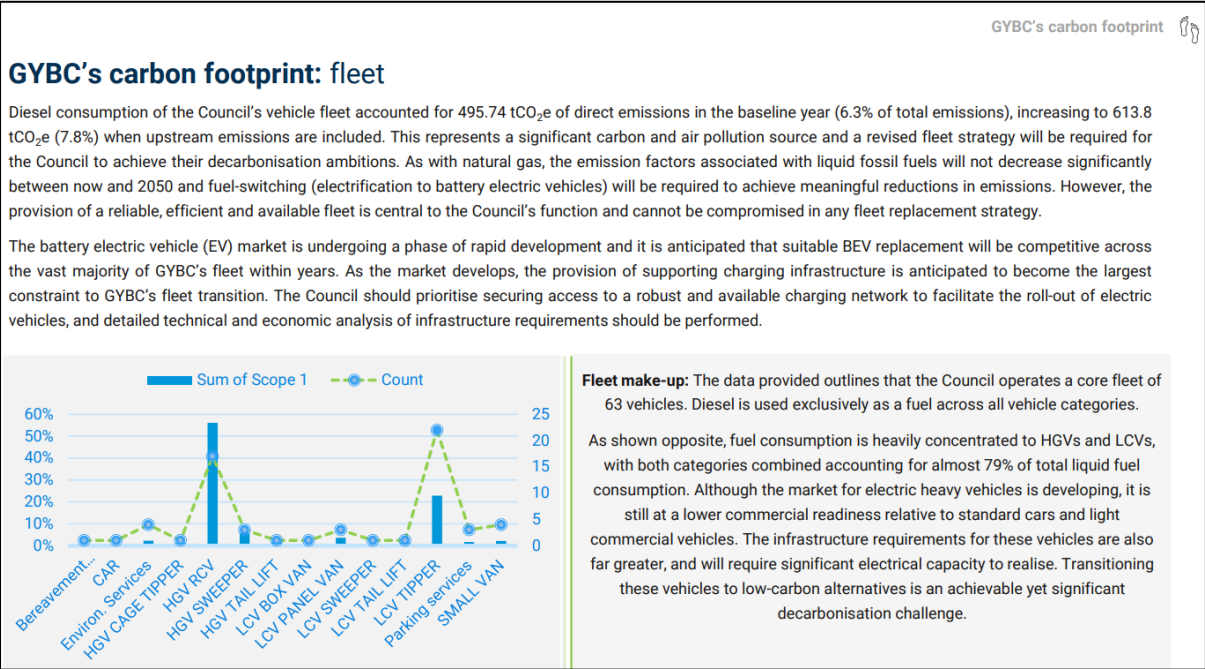 GYBC's carbon footprint
GYBC's carbon footprint: fleet
Diesel consumption of the Council's vehicle fleet accounted for 495.74 tCO₂e of direct emissions in the baseline year (6.3% of total emissions), increasing to 613.8
tCO₂e (7.8%) when upstream emissions are included. This represents a significant carbon and air pollution source and a revised fleet strategy will be required for
the Council to achieve their decarbonisation ambitions. As with natural gas, the emission factors associated with liquid fossil fuels will not decrease significantly
between now and 2050 and fuel-switching (electrification to battery electric vehicles) will be required to achieve meaningful reductions in emissions. However, the
provision of a reliable, efficient and available fleet is central to the Council's function and cannot be compromised in any fleet replacement strategy.
The battery electric vehicle (EV) market is undergoing a phase of rapid development and it is anticipated that suitable BEV replacement will be competitive across
the vast majority of GYBC's fleet within years. As the market develops, the provision of supporting charging infrastructure is anticipated to become the largest
constraint to GYBC's fleet transition. The Council should prioritise securing access to a robust and available charging network to facilitate the roll-out of electric
vehicles, and detailed technical and economic analysis of infrastructure requirements should be performed.
Sum of Scope 1 Count
60% 25
50% 20
40% 15
30%
20% 10
10% 5
0% 0
Bereavement...
CAR
Environ. Services
HGV CAGE TIPPER
HGV RCV
HGV SWEEPER
HGV TAIL LIFT
LCV BOX VAN
LCV PANEL VAN
LCV SWEEPER
LCV TAIL LIFT
LCV TIPPER
Parking services
SMALL VAN
Fleet make-up: The data provided outlines that the Council operates a core fleet of
63 vehicles. Diesel is used exclusively as a fuel across all vehicle categories.
As shown opposite, fuel consumption is heavily concentrated to HGVs and LCVs,
with both categories combined accounting for almost 79% of total liquid fuel
consumption. Although the market for electric heavy vehicles is developing, it is
still at a lower commercial readiness relative to standard cars and light
commercial vehicles. The infrastructure requirements for these vehicles are also
far greater, and will require significant electrical capacity to realise. Transitioning
these vehicles to low-carbon alternatives is an achievable yet significant
decarbonisation challenge.